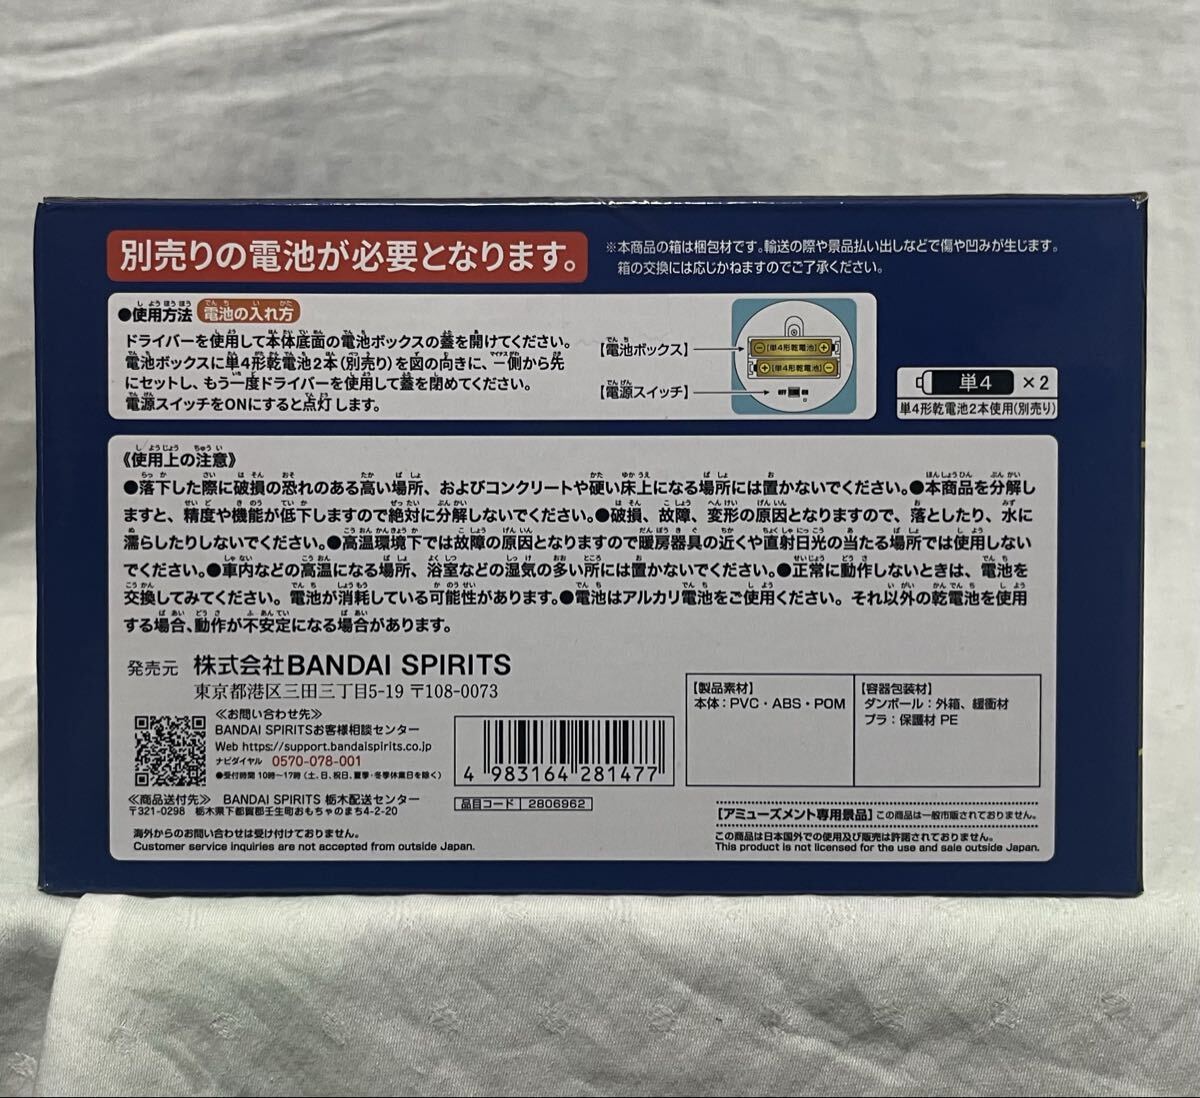 別売りの電池が必要となります。
※本商品の箱は梱包材です。輸送の際や景品払い出しなどで傷や凹みが生じます。
箱の交換には応じかねますのでご了承ください。
●使用方法 電池の入れ方
ドライバーを使用して本体底面の電池ボックスの蓋を開けてください。
電池ボックスに単4形乾電池2本(別売り)を図の向きに、一側から先
にセットし、もう一度ドライバーを使用して蓋を閉めてください。
電源スイッチをONにすると点灯します。
【電池ボックス】
【電源スイッチ】
⊖[単4形乾電池]⊕
⊕[単4形乾電池]⊖
OFF ON
単4 ×2
単4形乾電池2本使用(別売り)
《使用上の注意》
●落下した際に破損の恐れのある高い場所、およびコンクリートや硬い床上になる場所には置かないでください。●本商品を分解し
ますと、精度や機能が低下しますので絶対に分解しないでください。●破損、故障、変形の原因となりますので、落としたり、水に
濡らしたりしないでください。●高温環境下では故障の原因となりますので暖房器具の近くや直射日光の当たる場所では使用しない
でください。●車内などの高温になる場所、浴室などの湿気の多い所には置かないでください。●正常に動作しないときは、電池を
交換してみてください。電池が消耗している可能性があります。●電池はアルカリ電池をご使用ください。それ以外の乾電池を使用
する場合、動作が不安定になる場合があります。
発売元 株式会社BANDAI SPIRITS
東京都港区三田三丁目5-19 〒108-0073
≪お問い合わせ先≫
BANDAI SPIRITSお客様相談センター
Web https://support.bandaispirits.co.jp
ナビダイヤル 0570-078-001
●受付時間 10時～17時 (土、日、祝日、夏季・冬季休業日を除く)
≪商品送付先≫ BANDAI SPIRITS 栃木配送センター
〒321-0298 栃木県下都賀郡壬生町おもちゃのまち4-2-20
海外からのお問い合わせは受け付けておりません。
Customer service inquiries are not accepted from outside Japan.
4 983164 281477
品目コード 2806962
【製品素材】
本体：PVC・ABS・POM
【容器包装材】
ダンボール：外箱、緩衝材
プラ：保護材 PE
【アミューズメント専用景品】この商品は一般市販されておりません。
この商品は日本国外での使用及び販売は許諾されておりません。
This product is not licensed for the use and sale outside Japan.